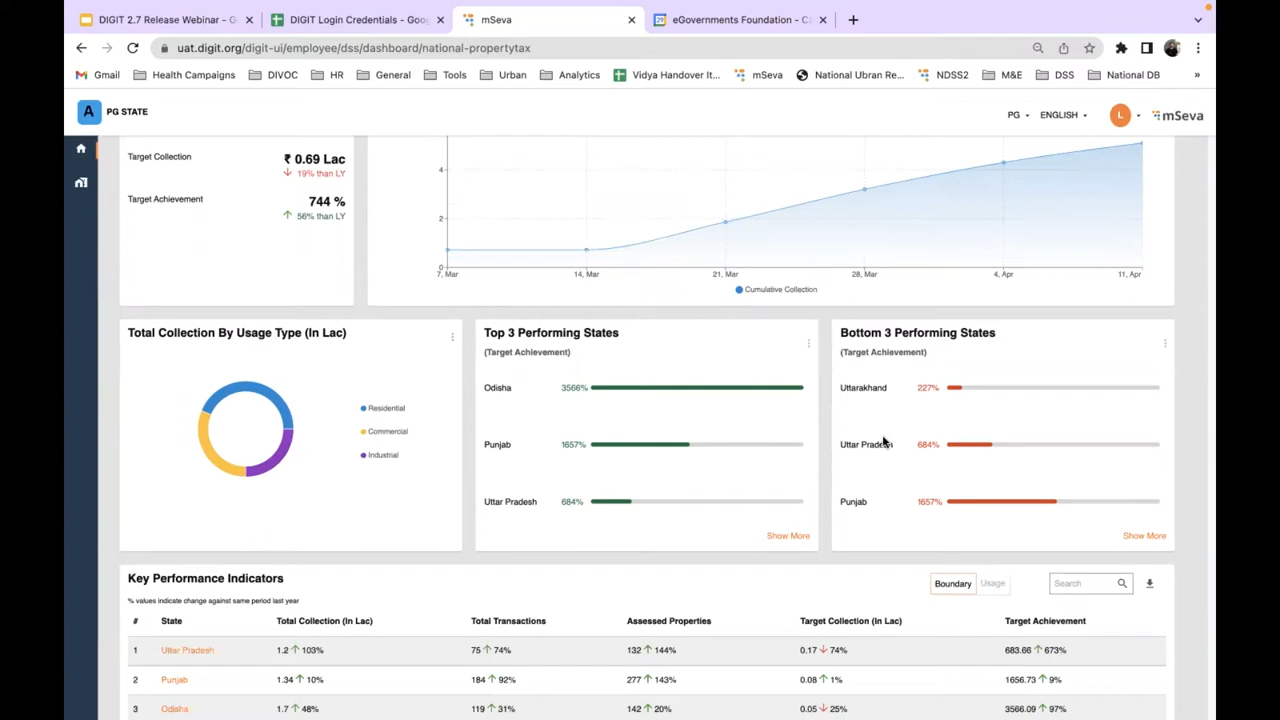 DIGIT 2.7 Release Webinar - G
DIGIT Login Credentials - Goog
mSeva
eGovernments Foundation - C
uat.digit.org/digit-ui/employee/dss/dashboard/national-propertytax
Gmail
Health Campaigns
DIVOC
HR
General
Tools
Urban
Analytics
Vidya Handover It...
mSeva
National Ubran Re...
NDSS2
M&E
DSS
National DB
»
A
PG STATE
PG
ENGLISH
L
mSeva
Target Collection
₹ 0.69 Lac
19% than LY
Target Achievement
744 %
56% than LY
4
2
0
7, Mar
14, Mar
21, Mar
28, Mar
4, Apr
11, Apr
Cumulative Collection
Total Collection By Usage Type (In Lac)
Residential
Commercial
Industrial
Top 3 Performing States
(Target Achievement)
Odisha 3566%
Punjab 1657%
Uttar Pradesh 684%
Show More
Bottom 3 Performing States
(Target Achievement)
Uttarakhand 227%
Uttar Pradesh 684%
Punjab 1657%
Show More
Key Performance Indicators
Boundary
Usage
Search
% values indicate change against same period last year
# State Total Collection (In Lac) Total Transactions Assessed Properties Target Collection (In Lac) Target Achievement
1 Uttar Pradesh 1.2 ↑ 103% 75 ↑ 74% 132 ↑ 144% 0.17 ↓ 74% 683.66 ↑ 673%
2 Punjab 1.34 ↑ 10% 184 ↑ 92% 277 ↑ 143% 0.08 ↑ 1% 1656.73 ↑ 9%
3 Odisha 1.7 ↑ 48% 119 ↑ 31% 142 ↑ 20% 0.05 ↓ 25% 3566.09 ↑ 97%